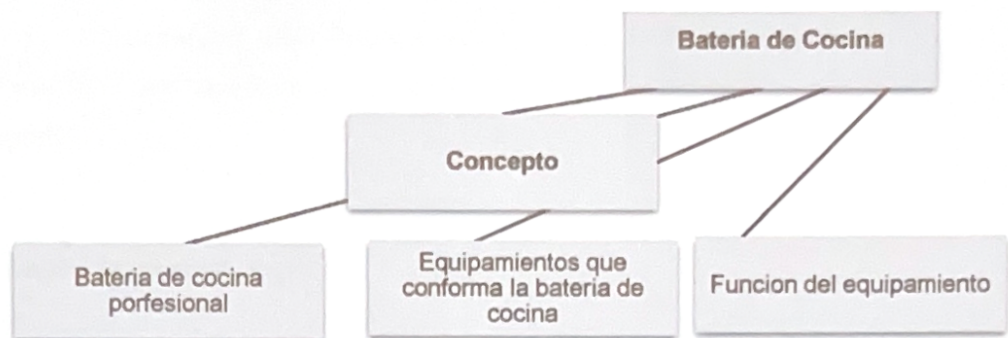 Bateria de Cocina
Concepto
Bateria de cocina
porfesional
Equipamientos que
conforma la bateria de
cocina
Funcion del equipamiento